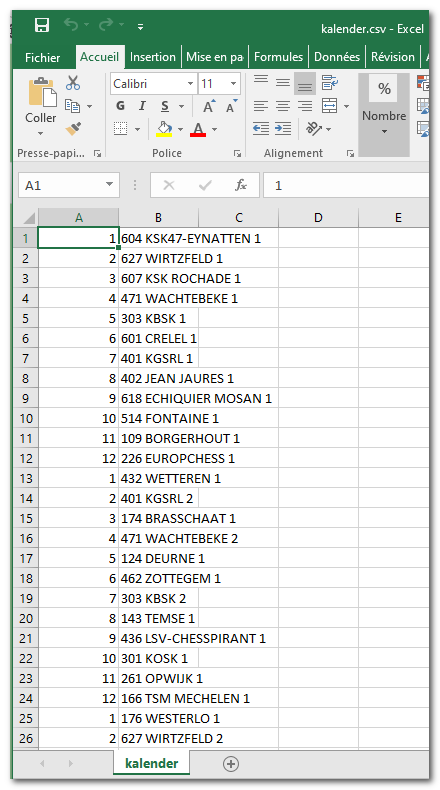 kalender.csv - Excel
Fichier Accueil Insertion Mise en pa Formules Données Révision
Coller
Calibri 11
G I S A A
A
%
Nombre
Presse-papi... Police Alignement
A1 fx 1
A B C D E
1 1 604 KSK47-EYNATTEN 1
2 2 627 WIRTZFELD 1
3 3 607 KSK ROCHADE 1
4 4 471 WACHTEBEKE 1
5 5 303 KBSK 1
6 6 601 CRELEL 1
7 7 401 KGSRL 1
8 8 402 JEAN JAURES 1
9 9 618 ECHIQUIER MOSAN 1
10 10 514 FONTAINE 1
11 11 109 BORGERHOUT 1
12 12 226 EUROPCHESS 1
13 1 432 WETTEREN 1
14 2 401 KGSRL 2
15 3 174 BRASSCHAAT 1
16 4 471 WACHTEBEKE 2
17 5 124 DEURNE 1
18 6 462 ZOTTEGEM 1
19 7 303 KBSK 2
20 8 143 TEMSE 1
21 9 436 LSV-CHESSPIRANT 1
22 10 301 KOSK 1
23 11 261 OPWIJK 1
24 12 166 TSM MECHELEN 1
25 1 176 WESTERLO 1
26 2 627 WIRTZFELD 2
kalender